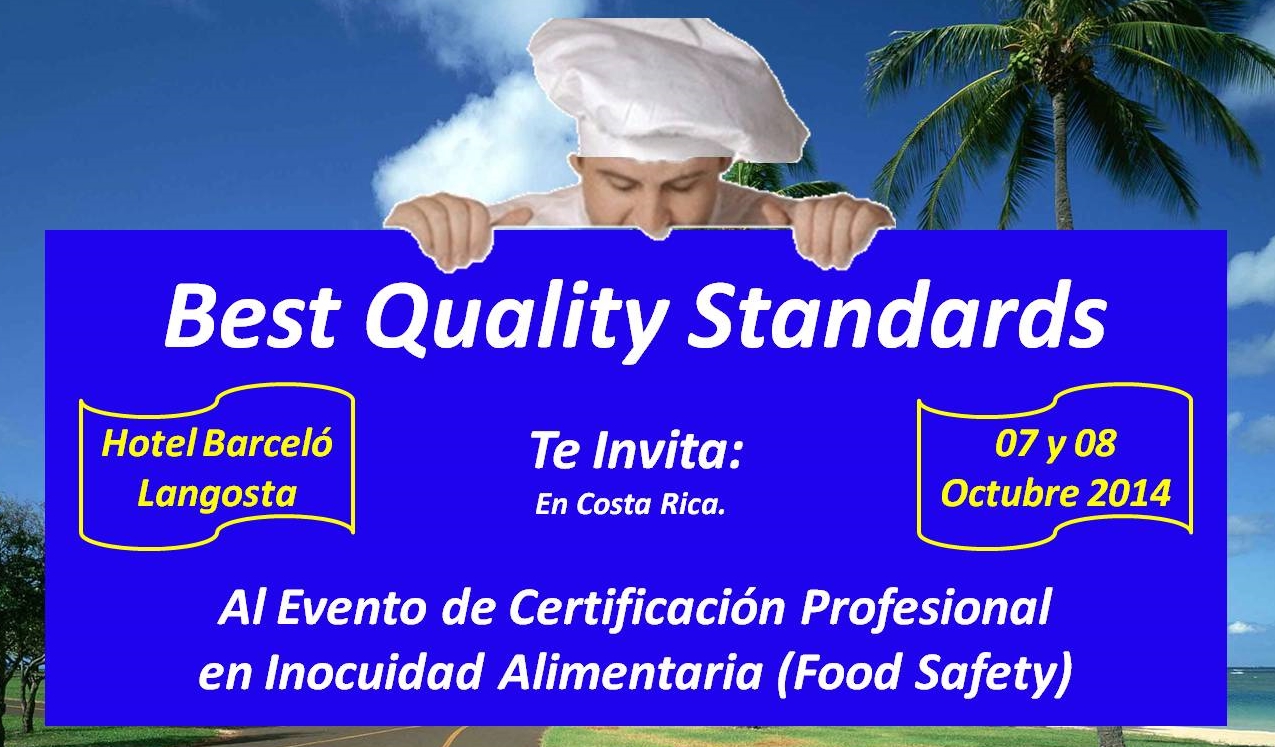 Best Quality Standards
Hotel Barceló
Langosta
Te Invita:
En Costa Rica.
07 y 08
Octubre 2014
Al Evento de Certificación Profesional
en Inocuidad Alimentaria (Food Safety)